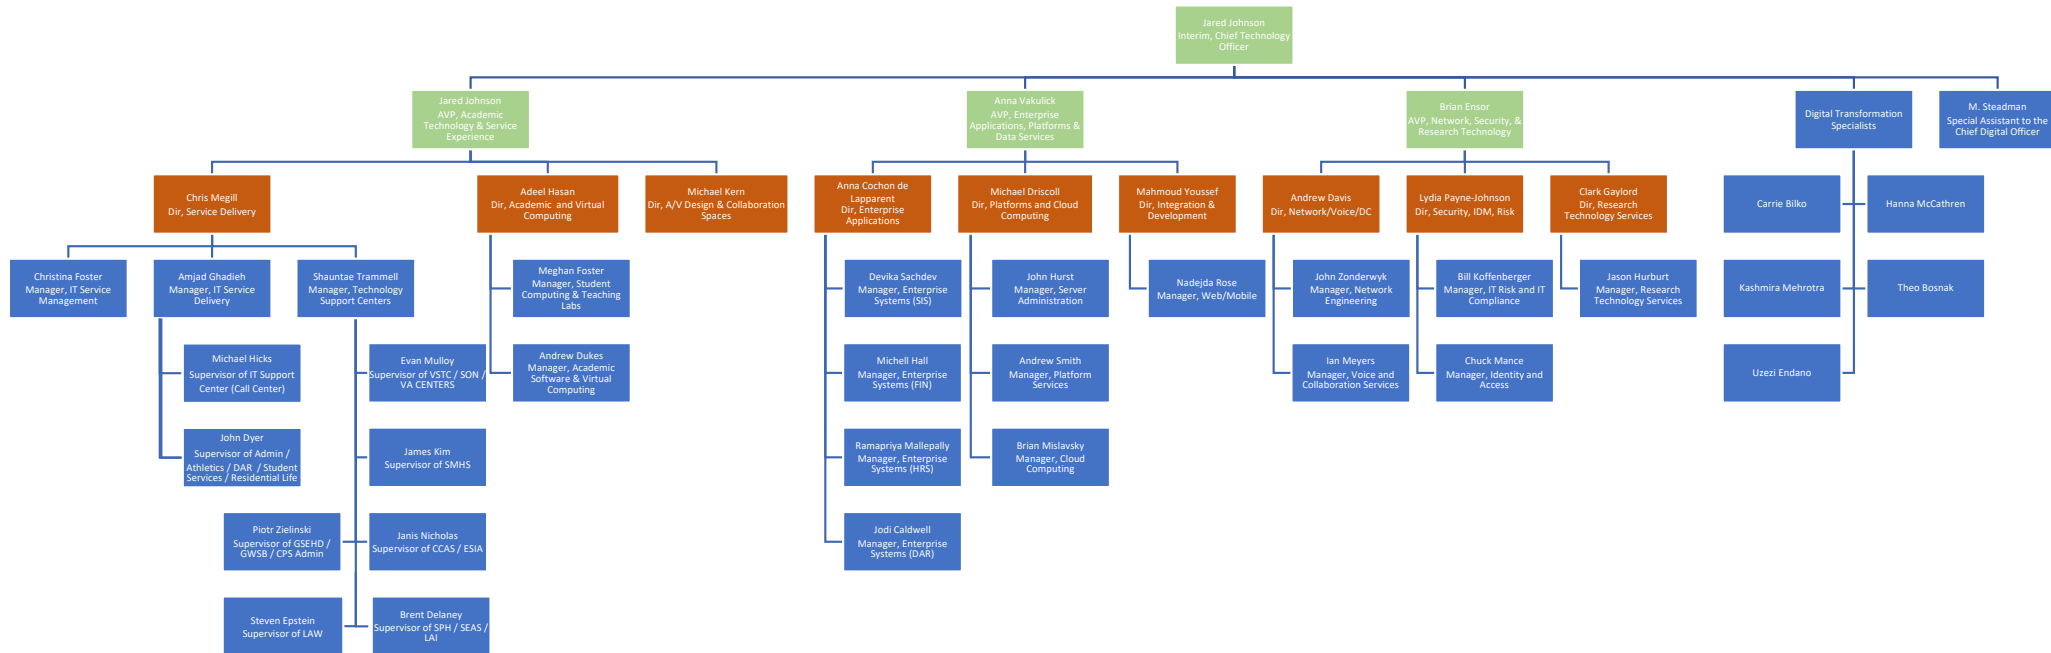 Jared Johnson
Interim, Chief Technology
Officer
Jared Johnson
AVP, Academic
Technology & Service
Experience
Anna Vakulick
AVP, Enterprise
Applications, Platforms &
Data Services
Brian Ensor
AVP, Network, Security, &
Research Technology
Digital Transformation
Specialists
M. Steadman
Special Assistant to the
Chief Digital Officer
Chris Megill
Dir, Service Delivery
Adeel Hasan
Dir, Academic and Virtual
Computing
Michael Kern
Dir, A/V Design & Collaboration
Spaces
Anna Cochon de
Lapparent
Dir, Enterprise
Applications
Michael Driscoll
Dir, Platforms and Cloud
Computing
Mahmoud Youssef
Dir, Integration &
Development
Andrew Davis
Dir, Network/Voice/DC
Lydia Payne-Johnson
Dir, Security, IDM, Risk
Clark Gaylord
Dir, Research
Technology Services
Carrie Bilko
Hanna McCathren
Christina Foster
Manager, IT Service
Management
Amjad Ghadieh
Manager, IT Service
Delivery
Shauntae Trammell
Manager, Technology
Support Centers
Meghan Foster
Manager, Student
Computing & Teaching
Labs
Devika Sachdev
Manager, Enterprise
Systems (SIS)
John Hurst
Manager, Server
Administration
Nadejda Rose
Manager, Web/Mobile
John Zonderwyk
Manager, Network
Engineering
Bill Koffenberger
Manager, IT Risk and IT
Compliance
Jason Hurburt
Manager, Research
Technology Services
Kashmira Mehrotra
Theo Bosnak
Michael Hicks
Supervisor of IT Support
Center (Call Center)
Evan Mulloy
Supervisor of VSTC / SON /
VA CENTERS
Andrew Dukes
Manager, Academic
Software & Virtual
Computing
Michell Hall
Manager, Enterprise
Systems (FIN)
Andrew Smith
Manager, Platform
Services
Ian Meyers
Manager, Voice and
Collaboration Services
Chuck Mance
Manager, Identity and
Access
Uzezi Endano
John Dyer
Supervisor of Admin /
Athletics / DAR / Student
Services / Residential Life
James Kim
Supervisor of SMHS
Ramapriya Mallepally
Manager, Enterprise
Systems (HRS)
Brian Mislavsky
Manager, Cloud
Computing
Piotr Zielinski
Supervisor of GSEHD /
GWSB / CPS Admin
Janis Nicholas
Supervisor of CCAS / ESIA
Jodi Caldwell
Manager, Enterprise
Systems (DAR)
Steven Epstein
Supervisor of LAW
Brent Delaney
Supervisor of SPH / SEAS /
LAI